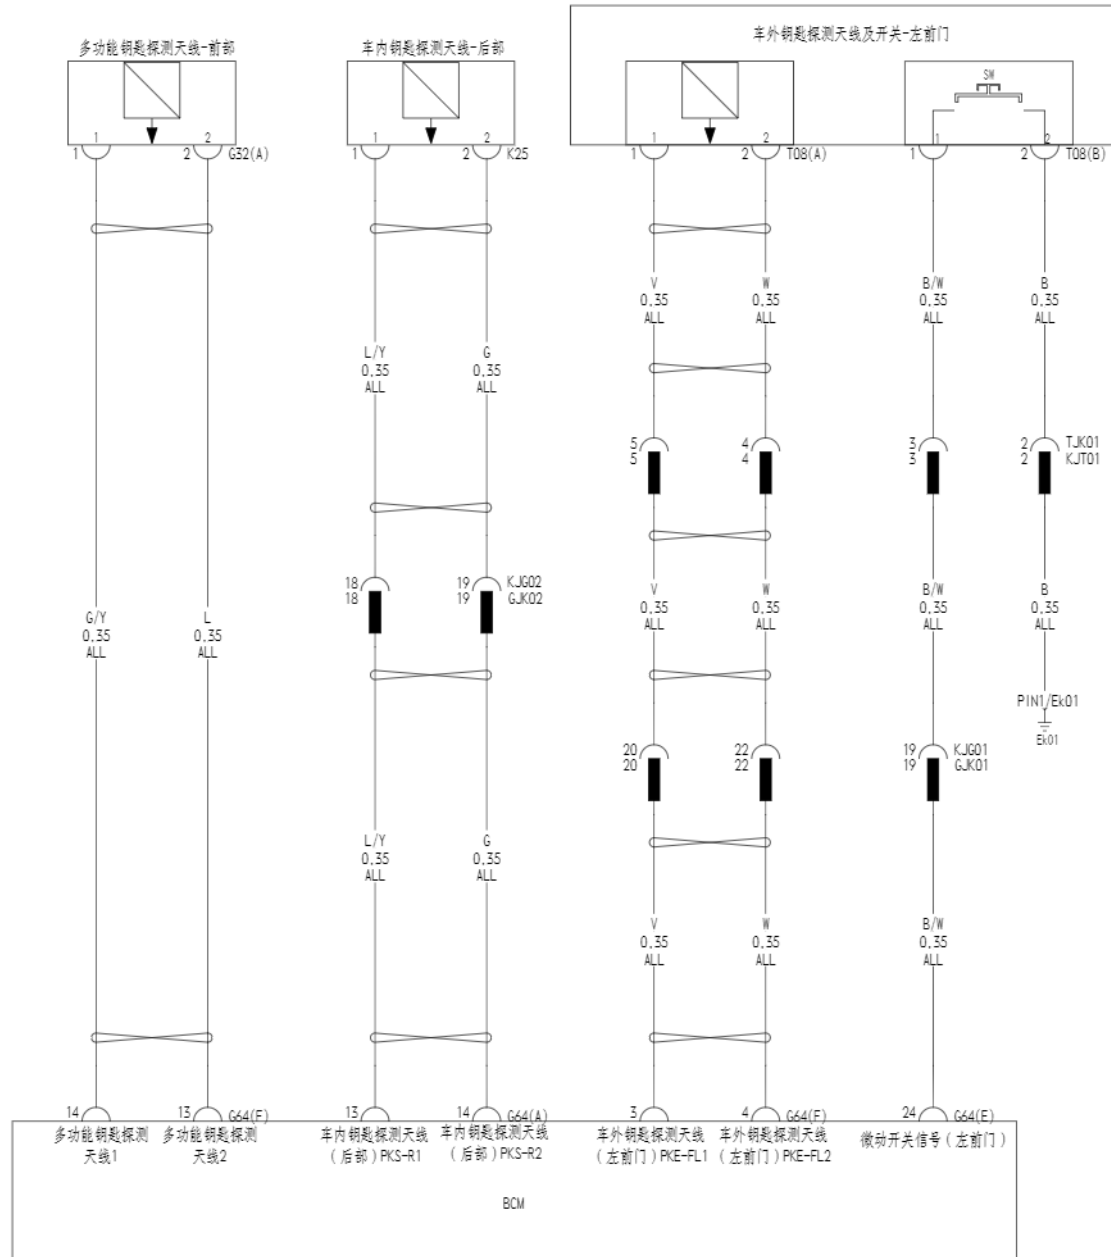 车外钥匙探测天线及开关-左前门
多功能钥匙探测天线-前部
车内钥匙探测天线-后部
SW
1 2 1 2 1 2 1 2
1 2 G32(A) 1 2 K25 1 2 T08(A) 1 2 T08(B)
V W B/W B
0.35 0.35 0.35 0.35
ALL ALL ALL ALL
L/Y G
0.35 0.35
ALL ALL
5 4 3 2 TJK01
5 4 3 2 KJT01
18 19 KJG02
18 19 GJK02
V W B/W B
0.35 0.35 0.35 0.35
ALL ALL ALL ALL
G/Y L
0.35 0.35
ALL ALL
PIN1/Ek01
Ek01
20 22 19 KJG01
20 22 19 GJK01
L/Y G
0.35 0.35
ALL ALL
V W B/W
0.35 0.35 0.35
ALL ALL ALL
14 13 G64(F) 13 14 G64(A) 3 4 G64(F) 24 G64(E)
多功能钥匙探测 多功能钥匙探测 车内钥匙探测天线 车内钥匙探测天线 车外钥匙探测天线 车外钥匙探测天线 微动开关信号(左前门)
天线1 天线2 (后部)PKS-R1 (后部)PKS-R2 (左前门)PKE-FL1 (左前门)PKE-FL2
BCM